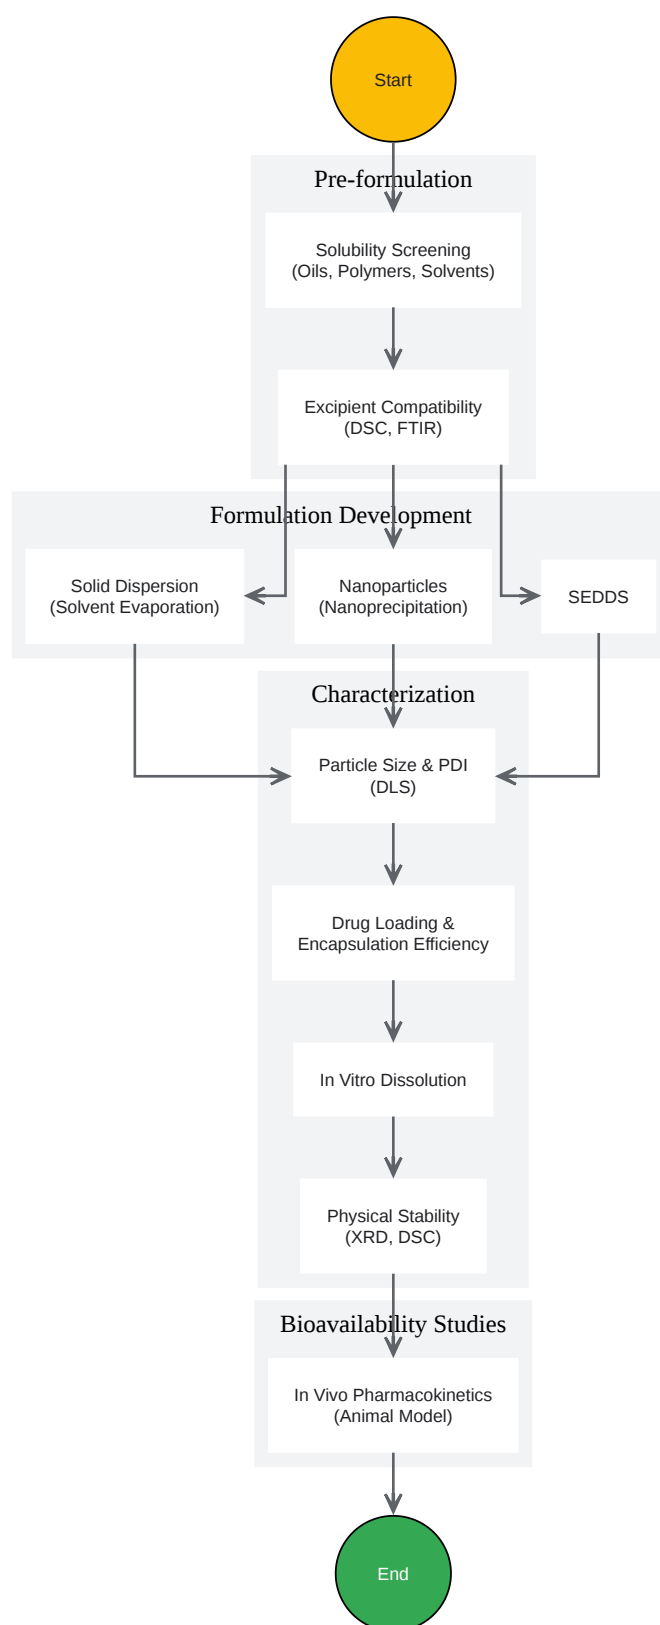 Start
Pre-formulation
Solubility Screening
(Oils, Polymers, Solvents)
Excipient Compatibility
(DSC, FTIR)
Formulation Development
Solid Dispersion
(Solvent Evaporation)
Nanoparticles
(Nanoprecipitation)
SEDDS
Characterization
Particle Size & PDI
(DLS)
Drug Loading &
Encapsulation Efficiency
In Vitro Dissolution
Physical Stability
(XRD, DSC)
Bioavailability Studies
In Vivo Pharmacokinetics
(Animal Model)
End